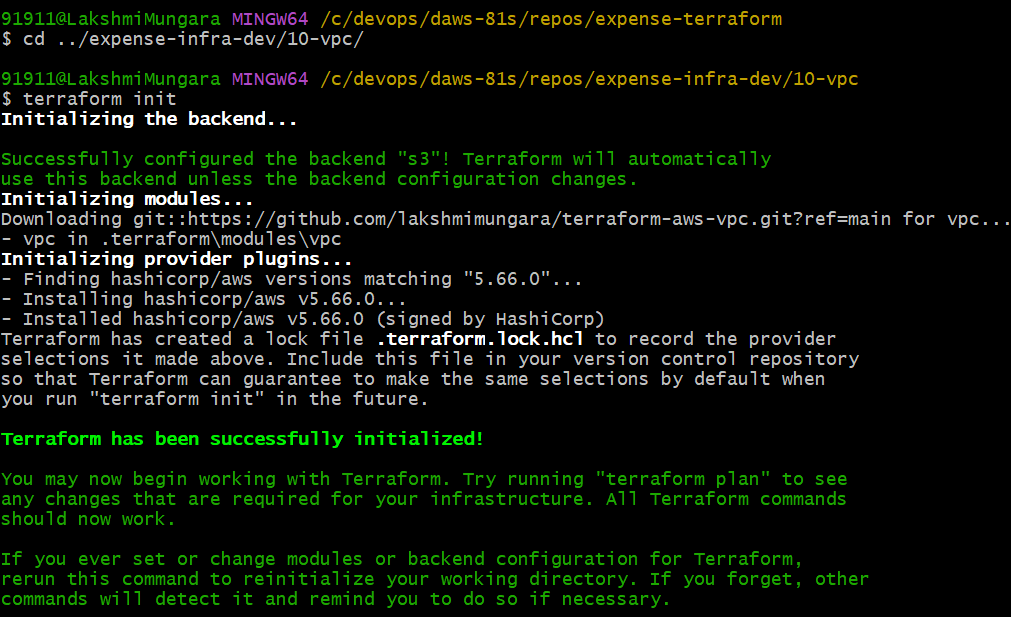 91911@LakshmiMungara MINGW64 /c/devops/daws-81s/repos/expense-terraform
$ cd ../expense-infra-dev/10-vpc/
91911@LakshmiMungara MINGW64 /c/devops/daws-81s/repos/expense-infra-dev/10-vpc
$ terraform init
Initializing the backend...
Successfully configured the backend "s3"! Terraform will automatically
use this backend unless the backend configuration changes.
Initializing modules...
Downloading git::https://github.com/lakshmimungara/terraform-aws-vpc.git?ref=main for vpc...
- vpc in .terraform\modules\vpc
Initializing provider plugins...
- Finding hashicorp/aws versions matching "5.66.0"...
- Installing hashicorp/aws v5.66.0...
- Installed hashicorp/aws v5.66.0 (signed by HashiCorp)
Terraform has created a lock file .terraform.lock.hcl to record the provider
selections it made above. Include this file in your version control repository
so that Terraform can guarantee to make the same selections by default when
you run "terraform init" in the future.
Terraform has been successfully initialized!
You may now begin working with Terraform. Try running "terraform plan" to see
any changes that are required for your infrastructure. All Terraform commands
should now work.
If you ever set or change modules or backend configuration for Terraform,
rerun this command to reinitialize your working directory. If you forget, other
commands will detect it and remind you to do so if necessary.